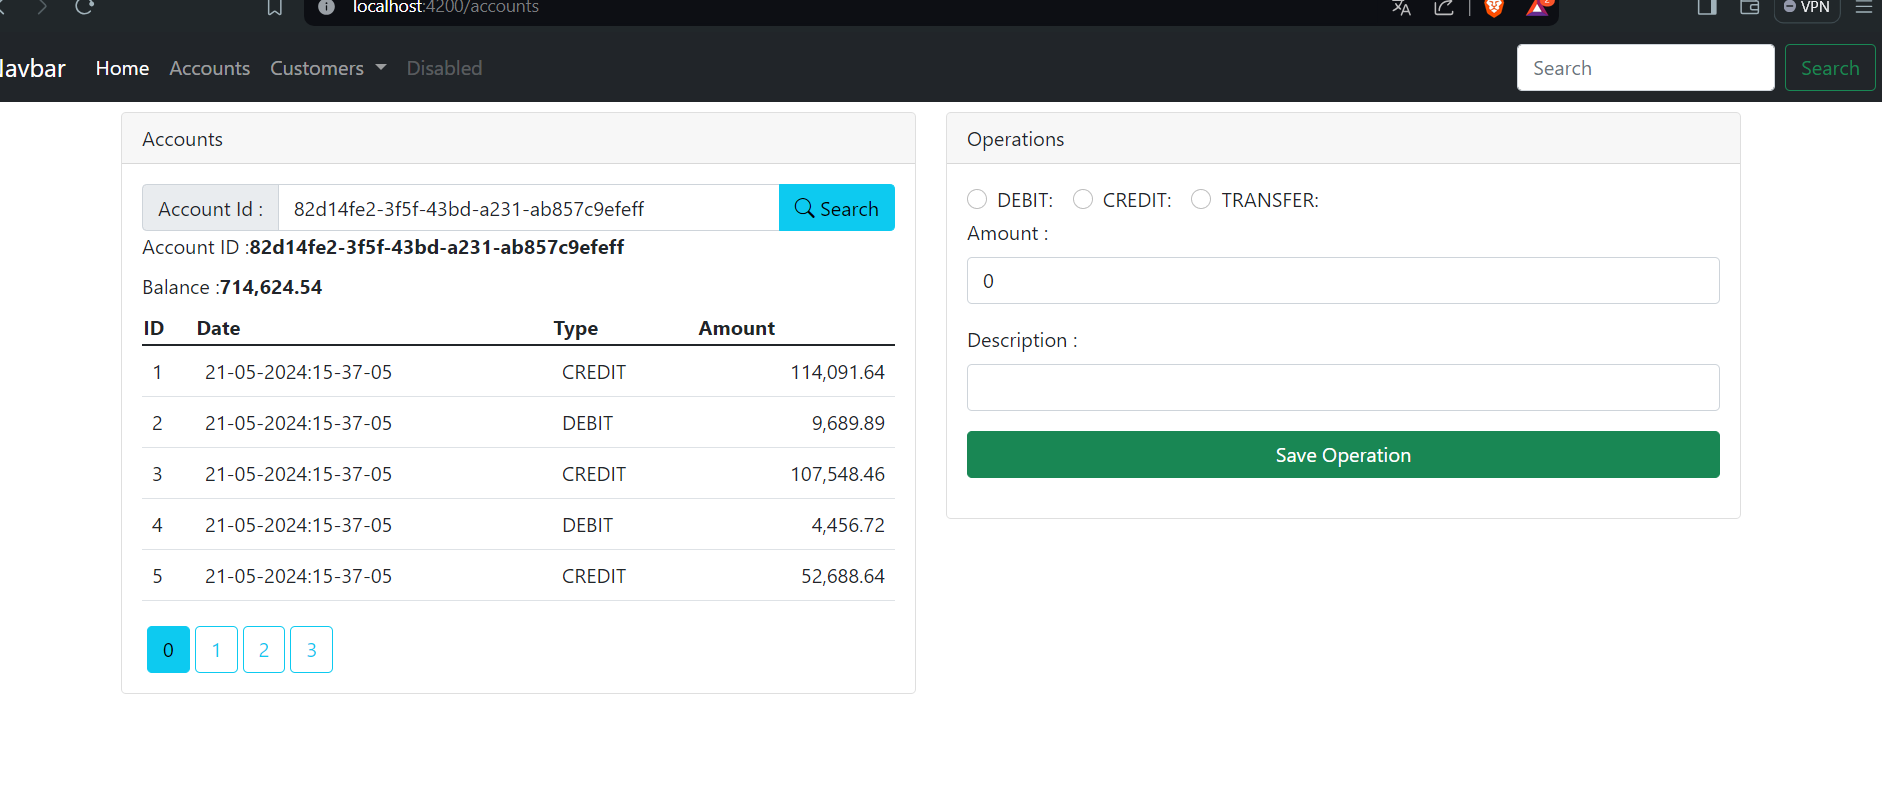 localhost:4200/accounts
2
VPN
Navbar Home Accounts Customers Disabled
Search Search
Accounts
Account Id : 82d14fe2-3f5f-43bd-a231-ab857c9efeff Search
Account ID :82d14fe2-3f5f-43bd-a231-ab857c9efeff
Balance :714,624.54
ID Date Type Amount
1 21-05-2024:15-37-05 CREDIT 114,091.64
2 21-05-2024:15-37-05 DEBIT 9,689.89
3 21-05-2024:15-37-05 CREDIT 107,548.46
4 21-05-2024:15-37-05 DEBIT 4,456.72
5 21-05-2024:15-37-05 CREDIT 52,688.64
0 1 2 3
Operations
DEBIT: CREDIT: TRANSFER:
Amount :
0
Description :
Save Operation